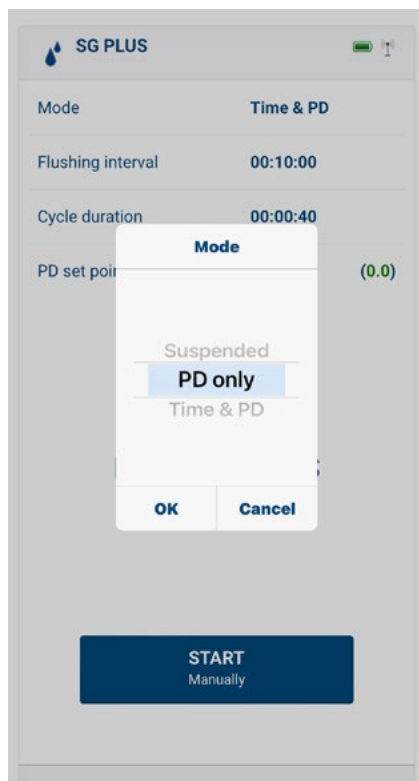 SG PLUS
Mode Time & PD
Flushing interval 00:10:00
Cycle duration 00:00:40
PD set poi (0.0)
Mode
Suspended
PD only
Time & PD
OK Cancel
START
Manually